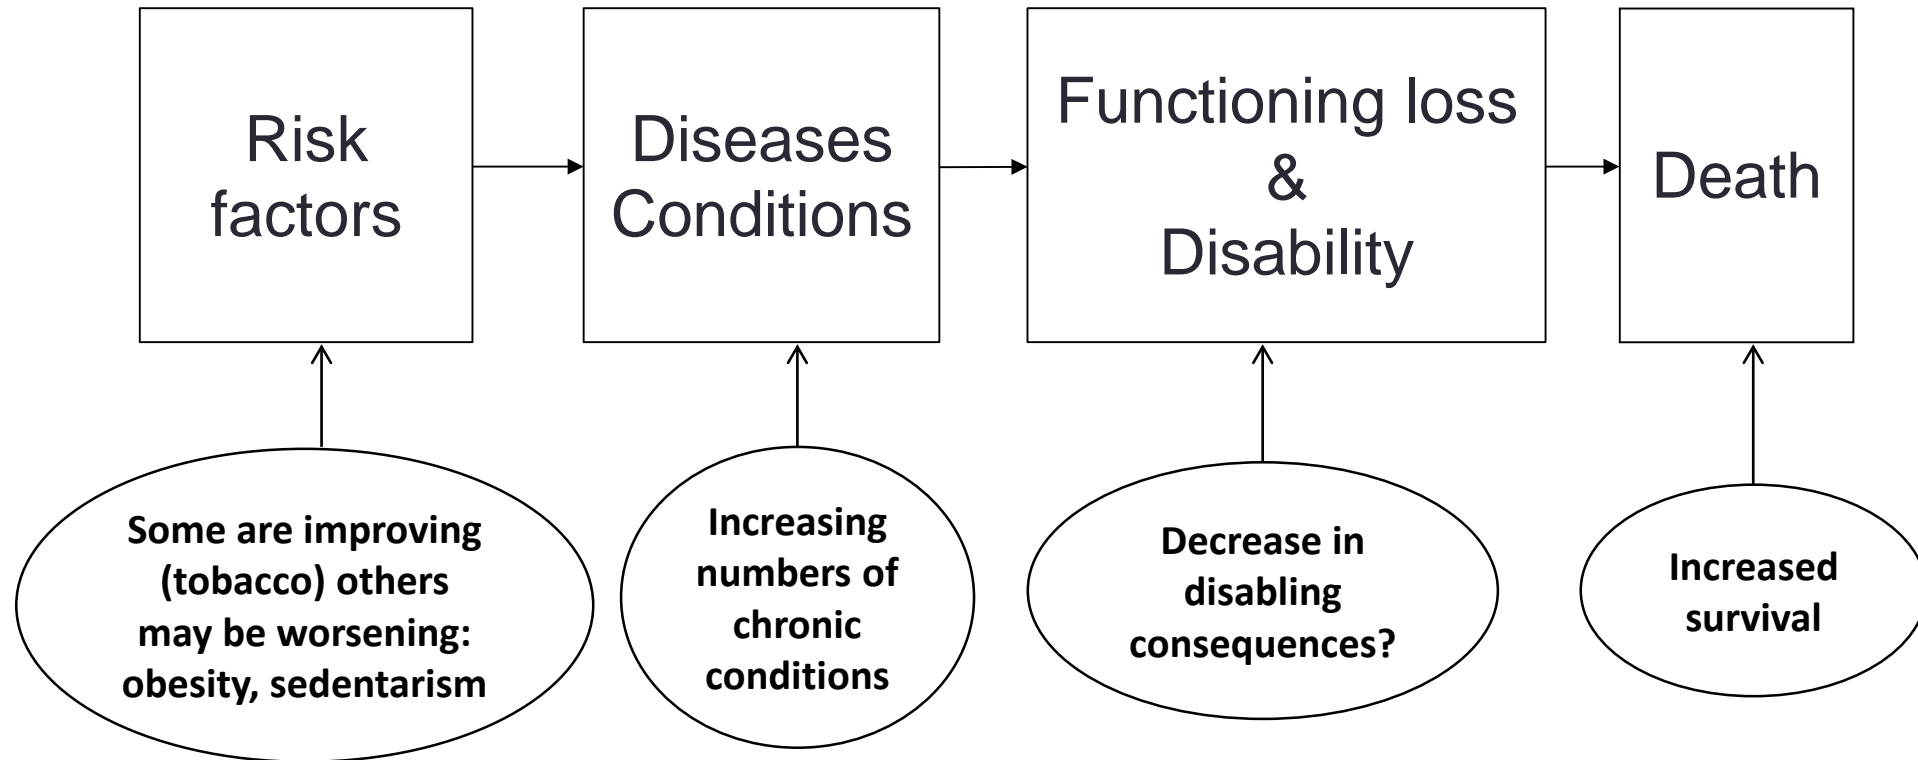 Risk
factors
Diseases
Conditions
Functioning loss
&
Disability
Death
Some are improving
(tobacco) others
may be worsening:
obesity, sedentarism
Increasing
numbers of
chronic
conditions
Decrease in
disabling
consequences?
Increased
survival